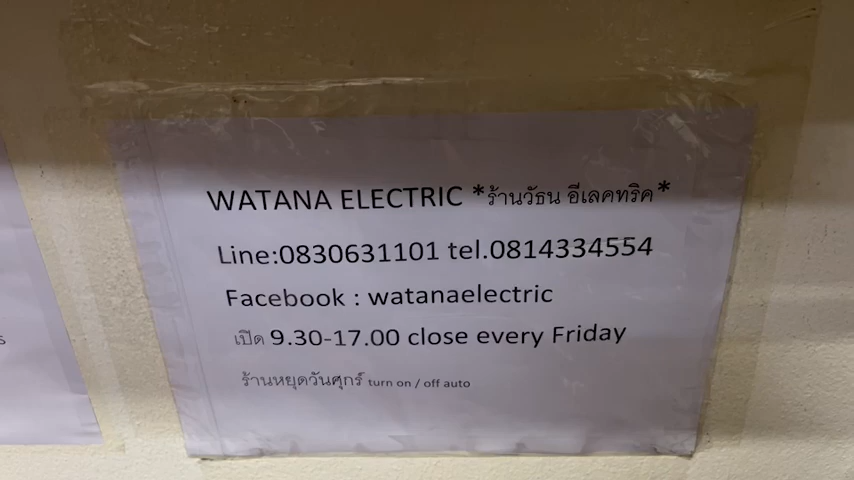 WATANA ELECTRIC *ร้านวัธน อีเลคทริค*
Line:0830631101 tel.0814334554
Facebook : watanaelectric
เปิด 9.30-17.00 close every Friday
ร้านหยุดวันศุกร์ turn on / off auto
s